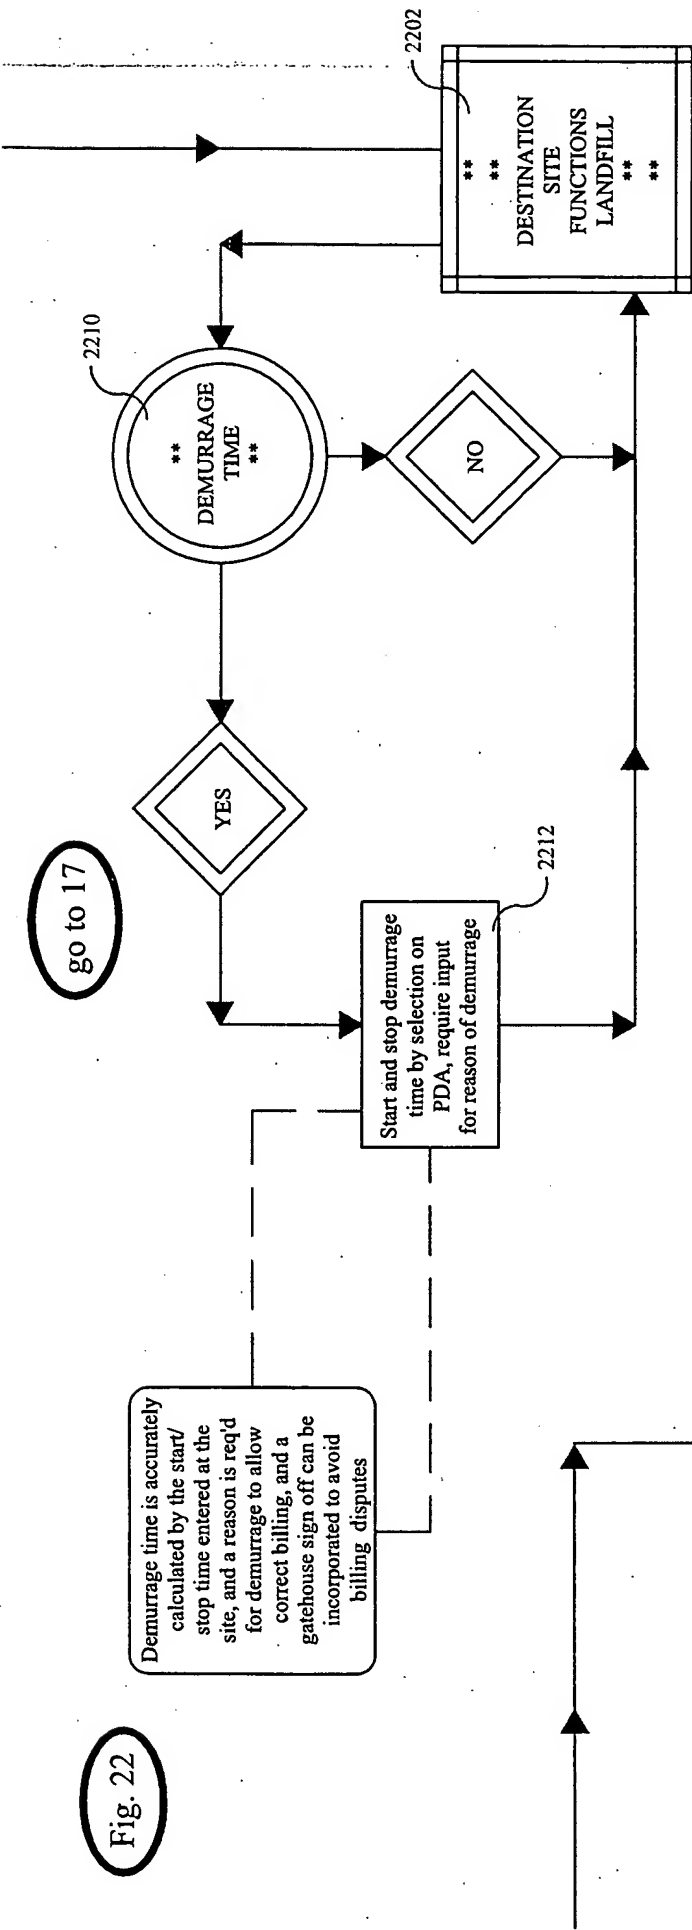 Fig. 22
go to 17
Demurrage time is accurately
calculated by the start/
stop time entered at the
site, and a reason is req'd
for demurrage to allow
correct billing, and a
gatehouse sign off can be
incorporated to avoid
billing disputes
Start and stop demurrage
time by selection on
PDA, require input
for reason of demurrage
2212
YES
**
DEMURRAGE
TIME
**
2210
NO
**
**
DESTINATION
SITE
FUNCTIONS
LANDFILL
**
**
2202